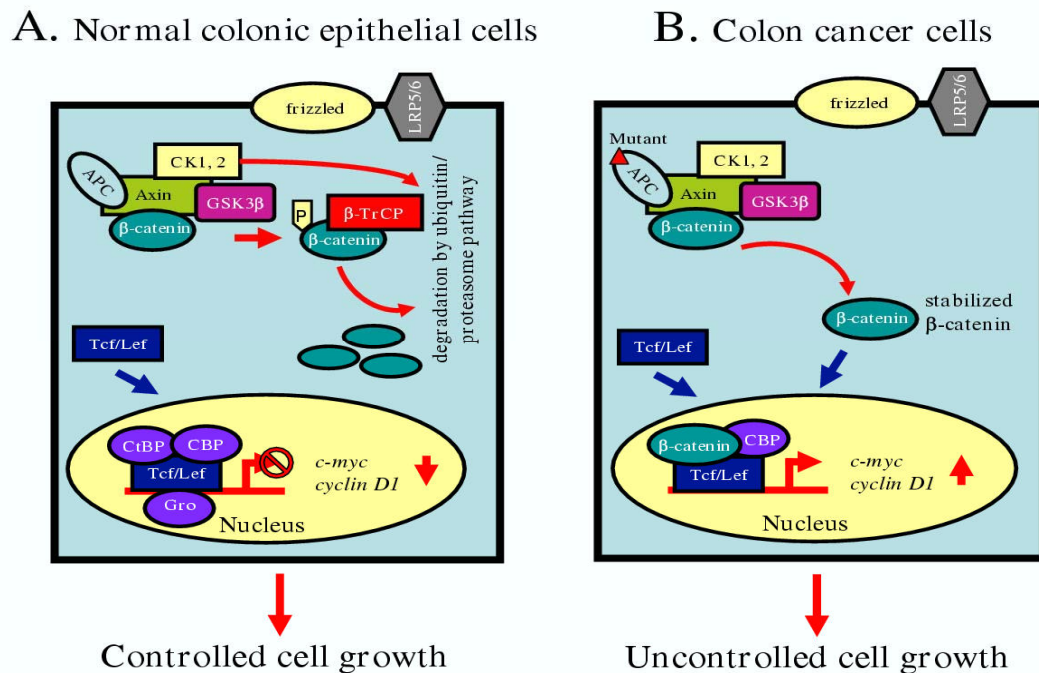 A. Normal colonic epithelial cells
frizzled
LRP5/6
APC
CK1, 2
Axin
GSK3β
β-catenin
P
β-TrCP
β-catenin
degradation by ubiquitin/
proteasome pathway
Tcf/Lef
CtBP
CBP
Tcf/Lef
Gro
c-myc
cyclin D1
Nucleus
Controlled cell growth
B. Colon cancer cells
frizzled
LRP5/6
Mutant
APC
CK1, 2
Axin
GSK3β
β-catenin
β-catenin
stabilized
β-catenin
Tcf/Lef
β-catenin
CBP
Tcf/Lef
c-myc
cyclin D1
Nucleus
Uncontrolled cell growth